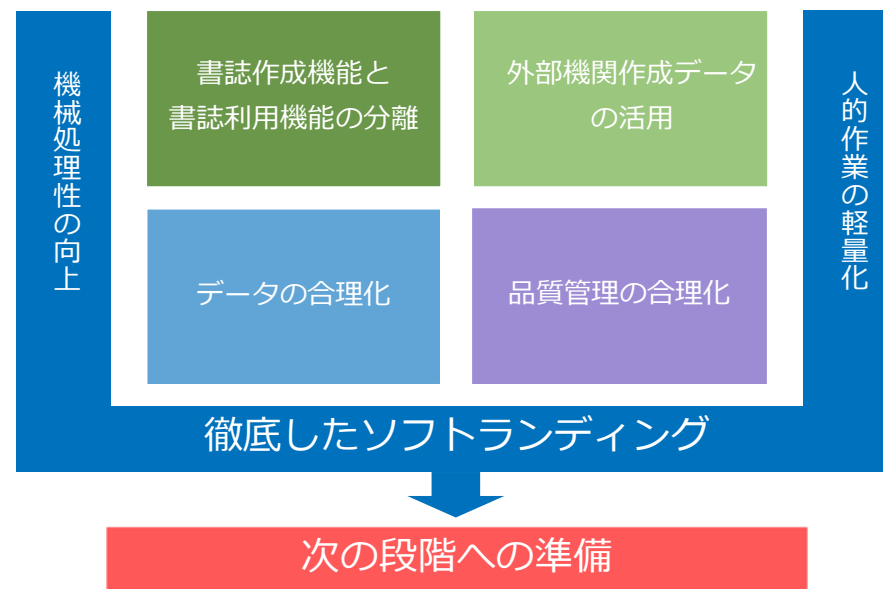 機械処理性の向上
書誌作成機能と
書誌利用機能の分離
外部機関作成データ
の活用
データの合理化
品質管理の合理化
人的作業の軽量化
徹底したソフトランディング
次の段階への準備